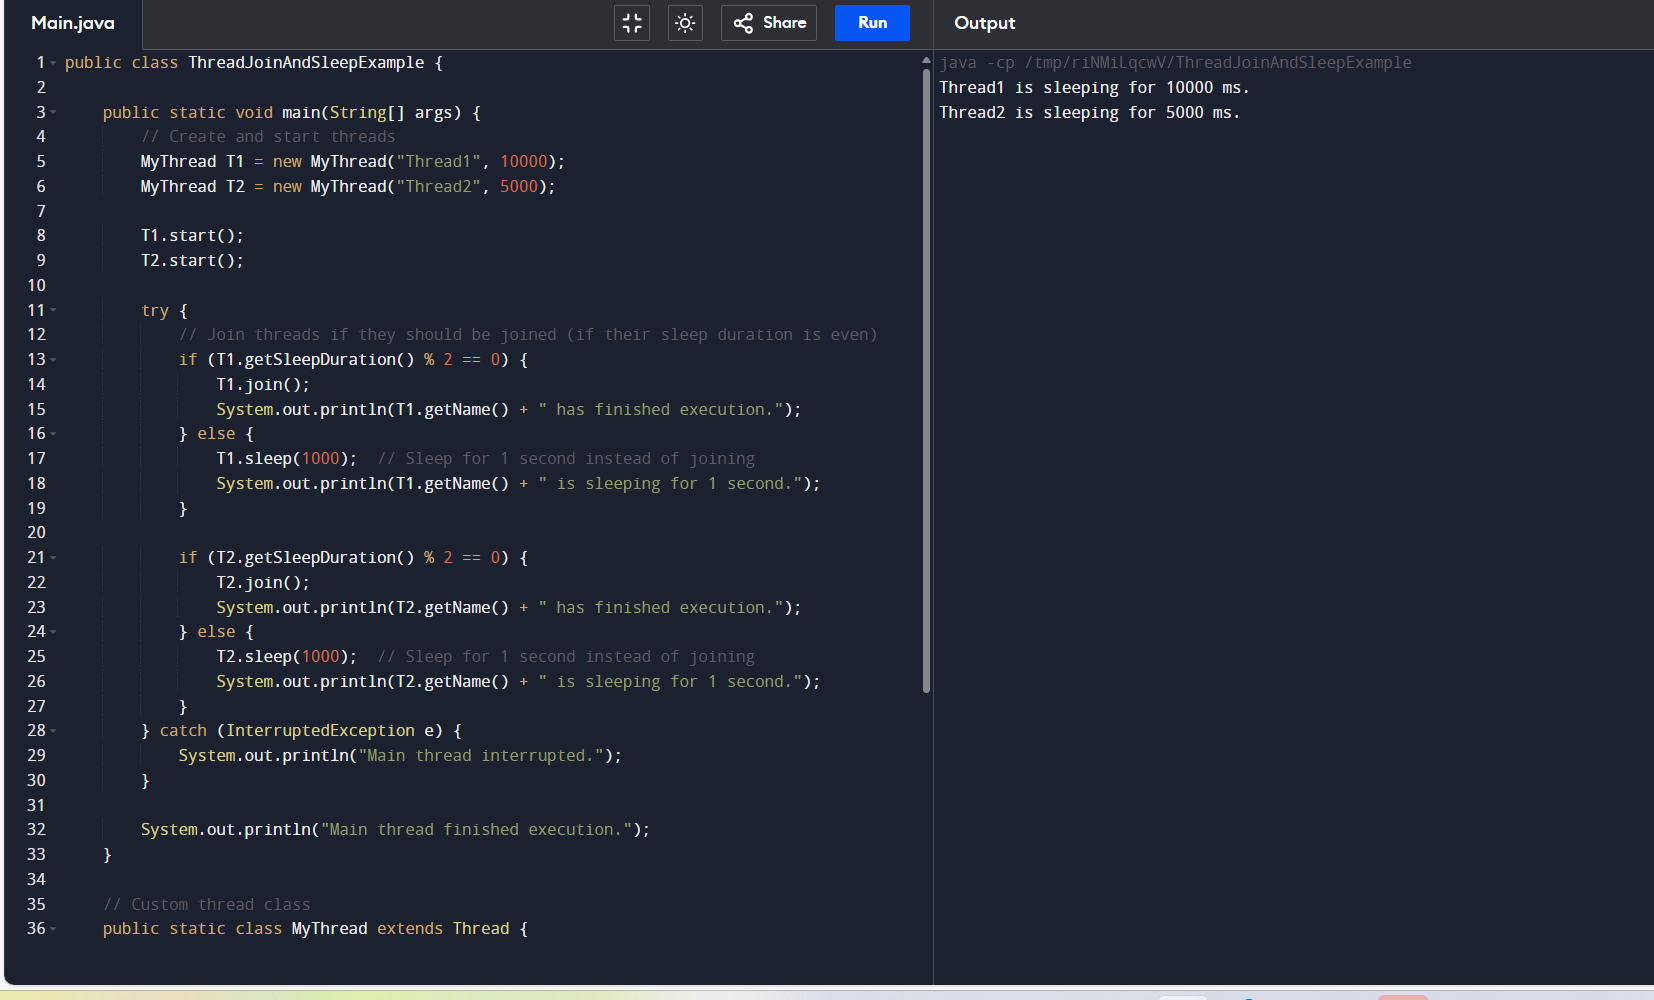 Main.java
Share
Run
Output
1 public class ThreadJoinAndSleepExample {
2
3     public static void main(String[] args) {
4         // Create and start threads
5         MyThread T1 = new MyThread("Thread1", 10000);
6         MyThread T2 = new MyThread("Thread2", 5000);
7
8         T1.start();
9         T2.start();
10
11         try {
12             // Join threads if they should be joined (if their sleep duration is even)
13             if (T1.getSleepDuration() % 2 == 0) {
14                 T1.join();
15                 System.out.println(T1.getName() + " has finished execution.");
16             } else {
17                 T1.sleep(1000);  // Sleep for 1 second instead of joining
18                 System.out.println(T1.getName() + " is sleeping for 1 second.");
19             }
20
21             if (T2.getSleepDuration() % 2 == 0) {
22                 T2.join();
23                 System.out.println(T2.getName() + " has finished execution.");
24             } else {
25                 T2.sleep(1000);  // Sleep for 1 second instead of joining
26                 System.out.println(T2.getName() + " is sleeping for 1 second.");
27             }
28         } catch (InterruptedException e) {
29             System.out.println("Main thread interrupted.");
30         }
31
32         System.out.println("Main thread finished execution.");
33     }
34
35     // Custom thread class
36     public static class MyThread extends Thread {
java -cp /tmp/riNMiLqcwV/ThreadJoinAndSleepExample
Thread1 is sleeping for 10000 ms.
Thread2 is sleeping for 5000 ms.